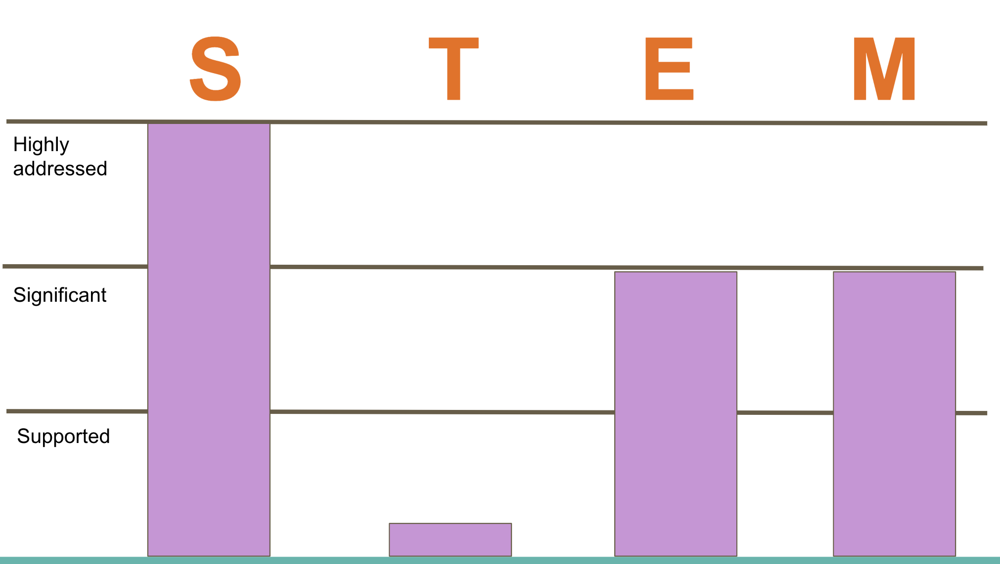 S T E M
Highly
addressed
Significant
Supported